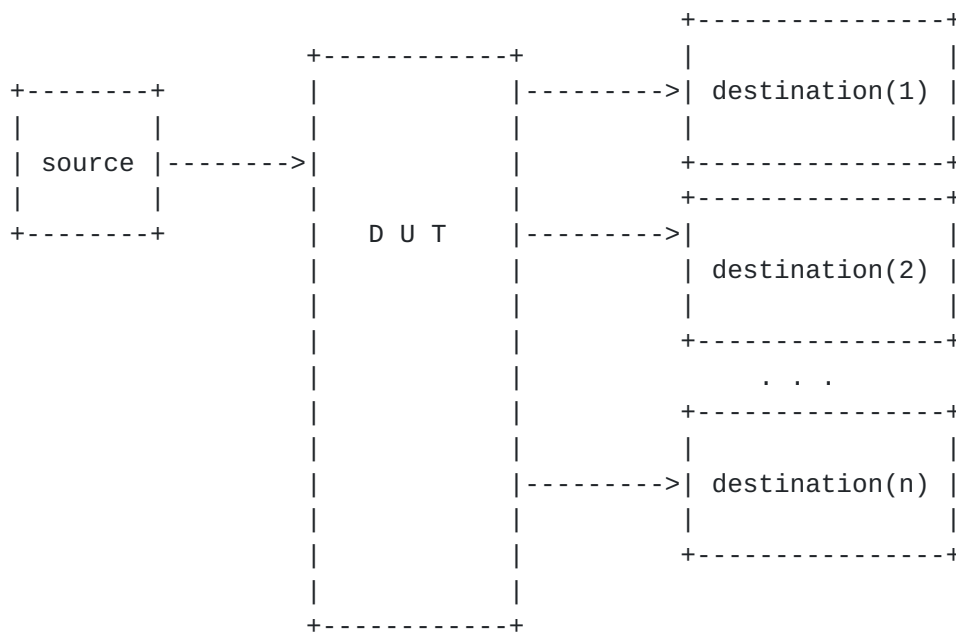 destination(1)
source
D U T
destination(2)
. . .
destination(n)